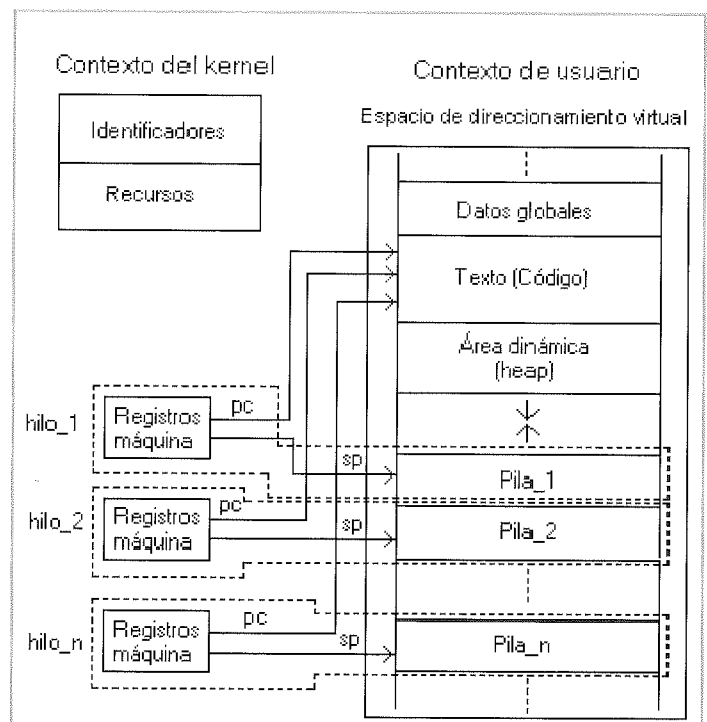 Contexto del kernel
Contexto de usuario
Identificadores
Recursos
Espacio de direccionamiento virtual
Datos globales
Texto (Código)
Área dinámica
(heap)
hilo_1
Registros
máquina
pc
sp
Pila_1
hilo_2
Registros
máquina
pc
sp
Pila_2
hilo_n
Registros
máquina
pc
sp
Pila_n